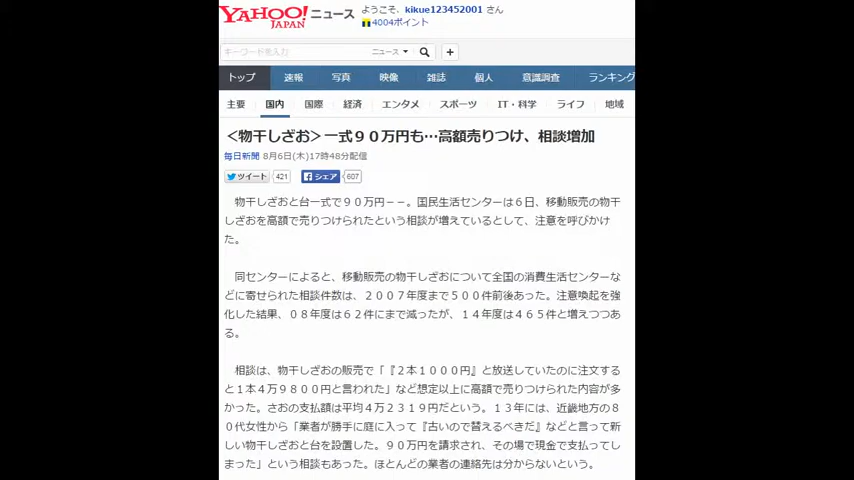 YAHOO! JAPAN ニュース
ようこそ、kikue123452001 さん
4004ポイント
キーワードを入力 ニュース +
トップ 速報 写真 映像 雑誌 個人 意識調査 ランキング
主要 国内 国際 経済 エンタメ スポーツ IT・科学 ライフ 地域
＜物干しざお＞一式９０万円も…高額売りつけ、相談増加
毎日新聞 8月6日(木)17時48分配信
ツイート 421 シェア 607
物干しざおと台一式で９０万円－－。国民生活センターは６日、移動販売の物干
しざおを高額で売りつけられたという相談が増えているとして、注意を呼びかけ
た。
同センターによると、移動販売の物干しざおについて全国の消費生活センターな
どに寄せられた相談件数は、２００７年度まで５００件前後あった。注意喚起を強
化した結果、０８年度は６２件にまで減ったが、１４年度は４６５件と増えつつあ
る。
相談は、物干しざおの販売で「『２本１０００円』と放送していたのに注文する
と１本４万９８００円と言われた」など想定以上に高額で売りつけられた内容が多
かった。さおの支払額は平均４万２３１９円だという。１３年には、近畿地方の８
０代女性から「業者が勝手に庭に入って『古いので替えるべきだ』などと言って新
しい物干しざおと台を設置した。９０万円を請求され、その場で現金で支払ってし
まった」という相談もあった。ほとんどの業者の連絡先は分からないという。